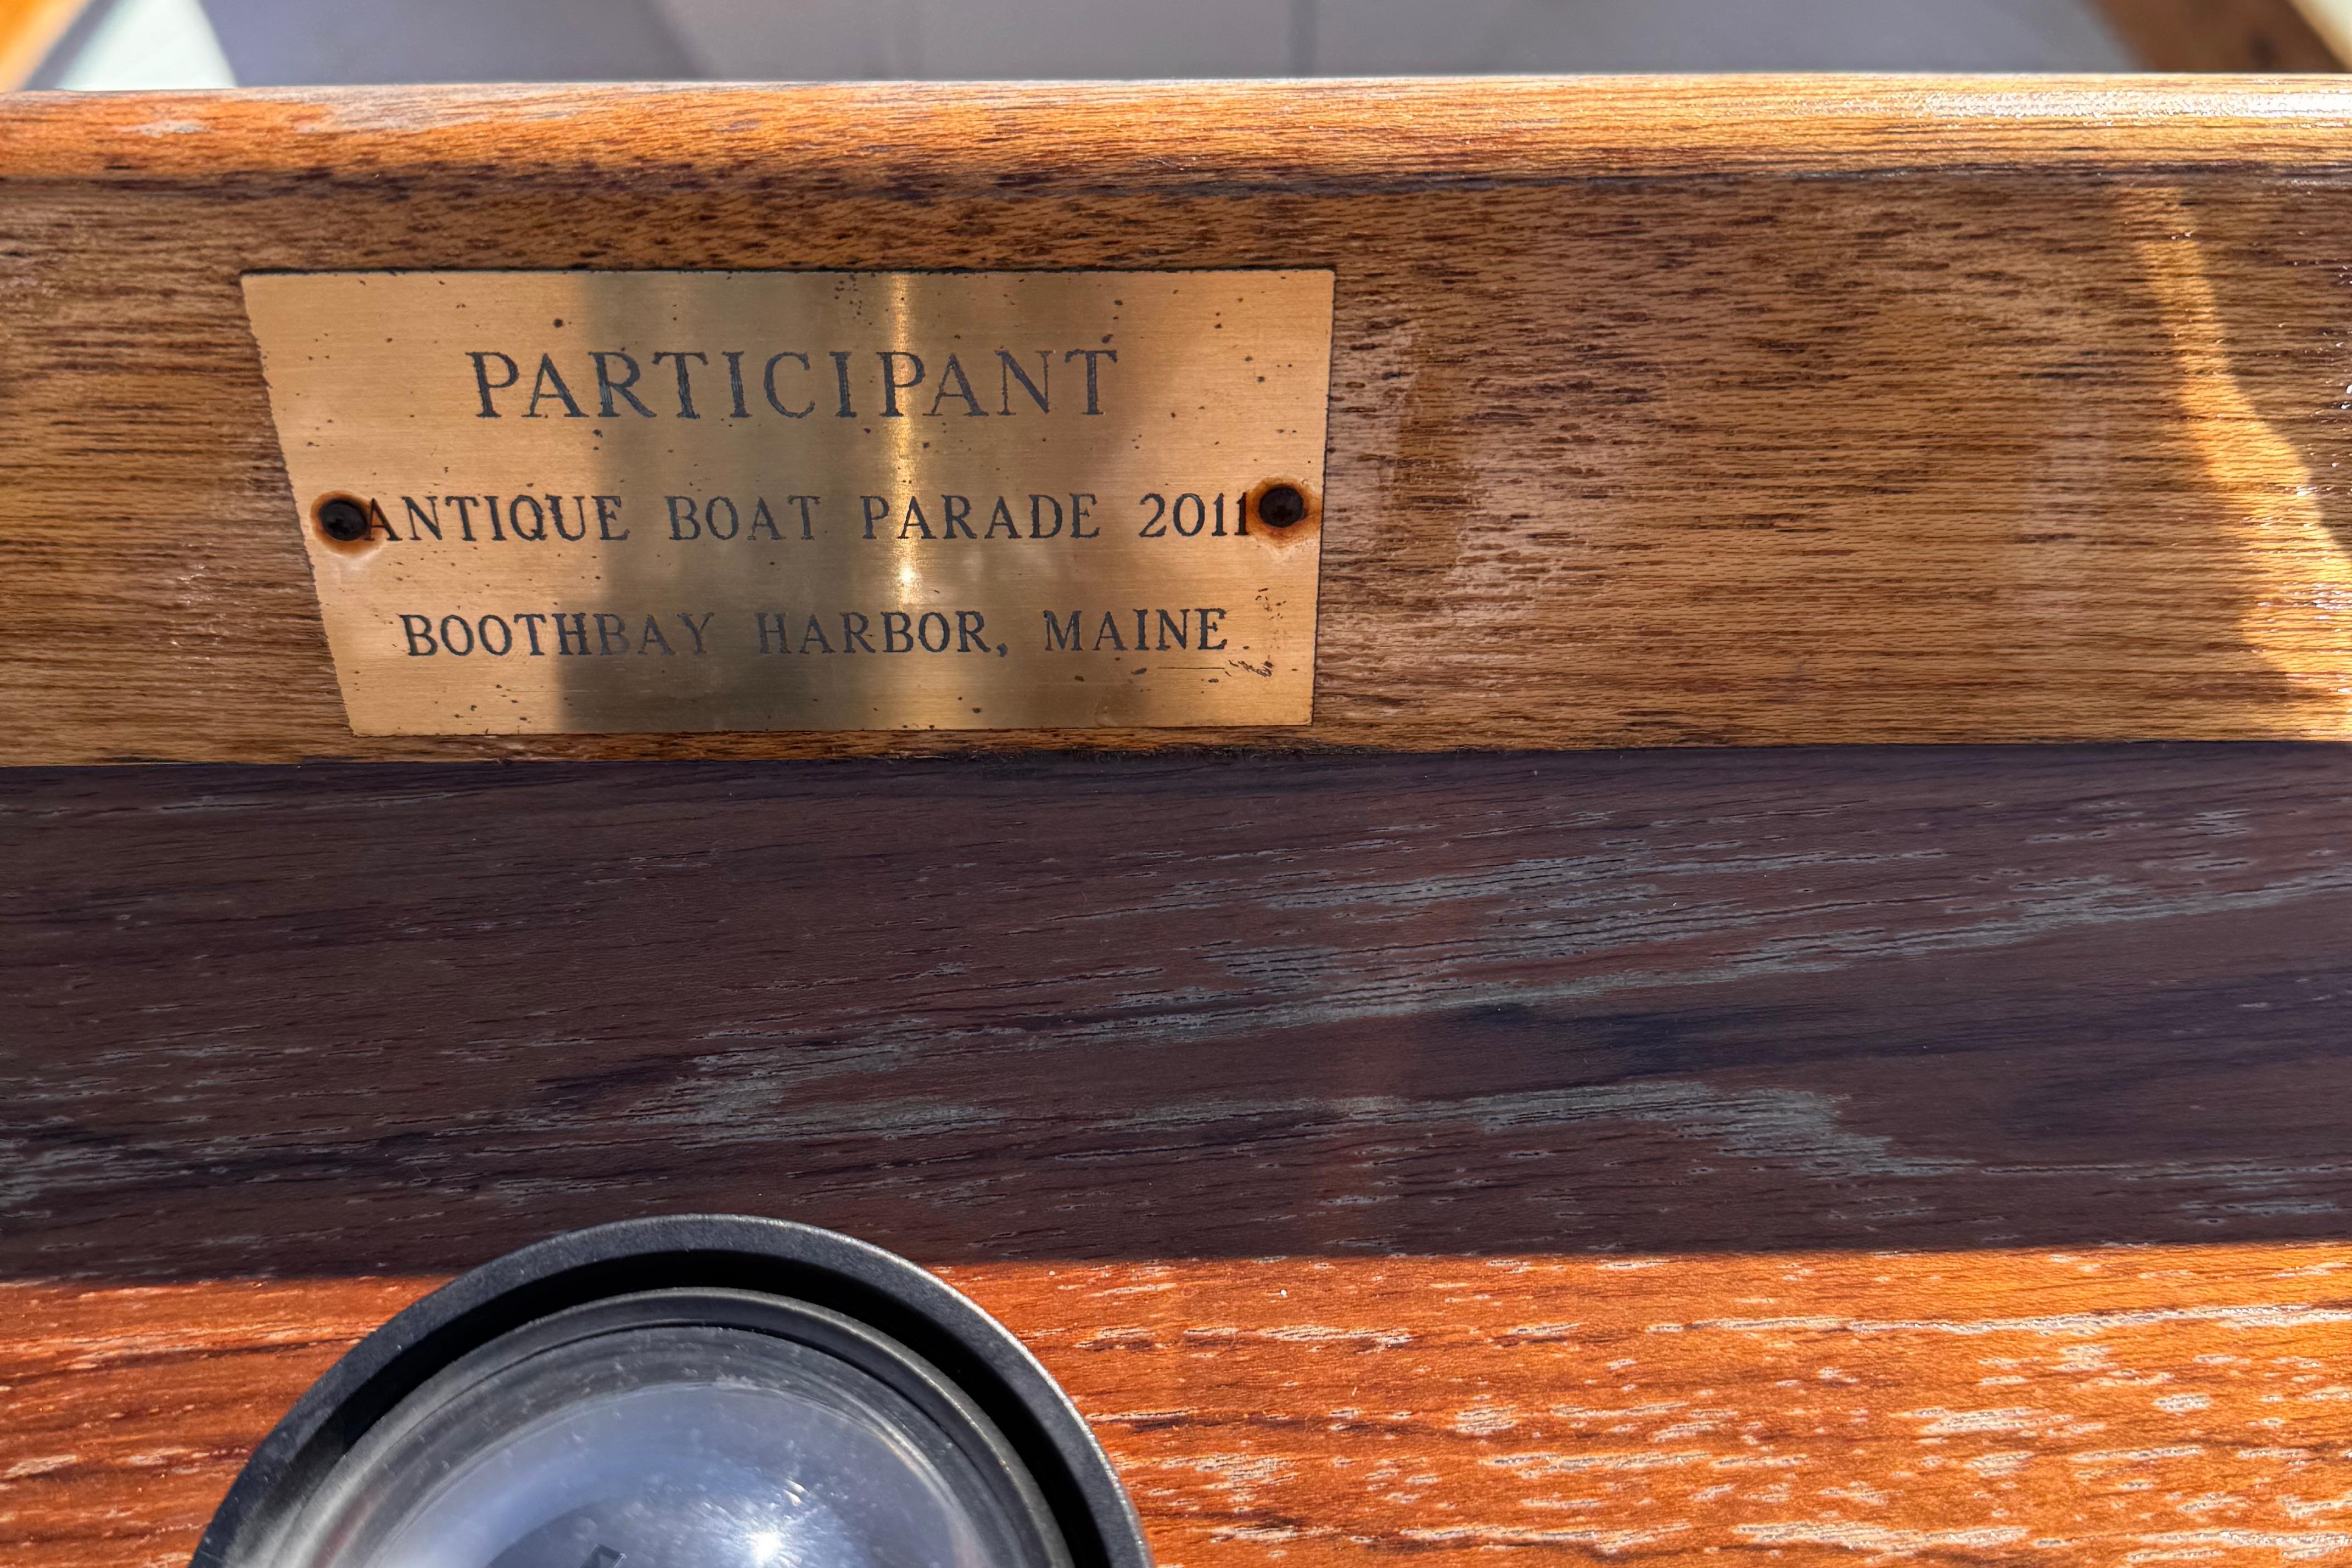 PARTICIPANT
ANTIQUE BOAT PARADE 2011
BOOTHBAY HARBOR, MAINE